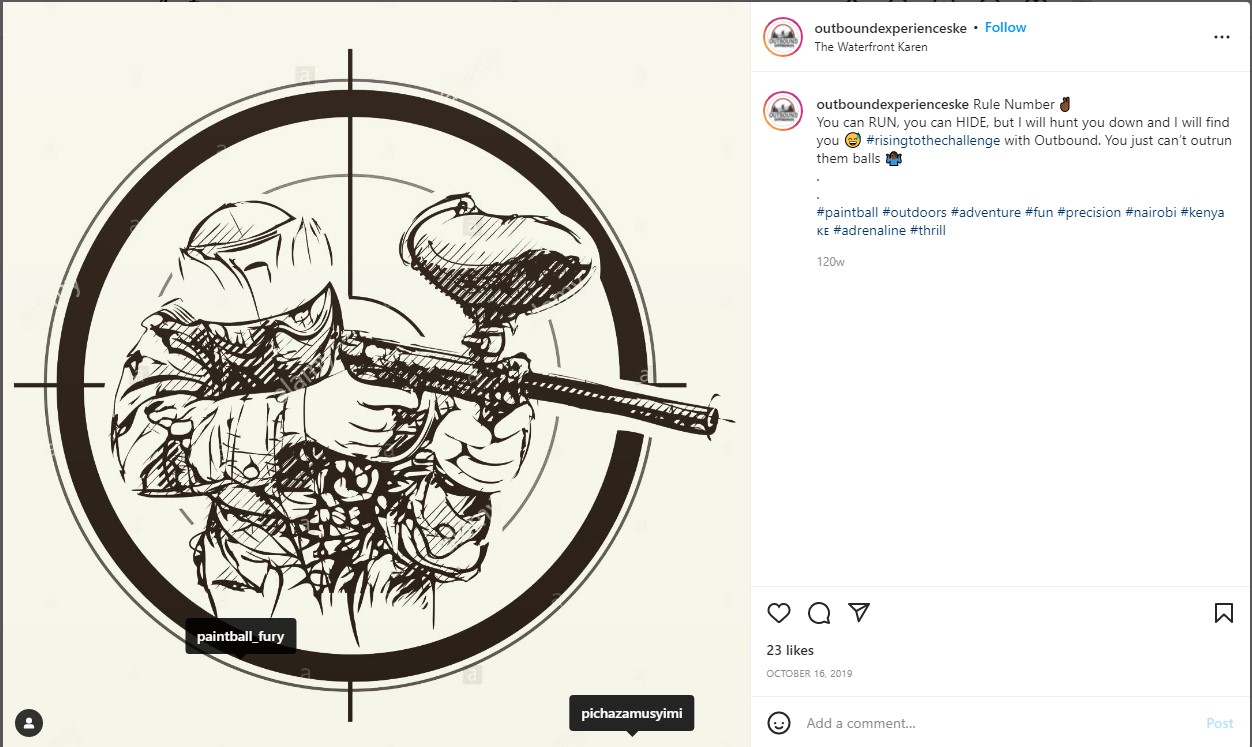 outboundexperienceske • Follow
The Waterfront Karen
outboundexperienceske Rule Number ✌🏿
You can RUN, you can HIDE, but I will hunt you down and I will find
you 😅 #risingtothechallenge with Outbound. You just can't outrun
them balls 🤷🏿‍♂️
.
.
#paintball #outdoors #adventure #fun #precision #nairobi #kenya
🇰🇪 #adrenaline #thrill
120w
paintball_fury
pichazamusyimi
23 likes
OCTOBER 16, 2019
Add a comment...
Post
alamy
alamy
a
a